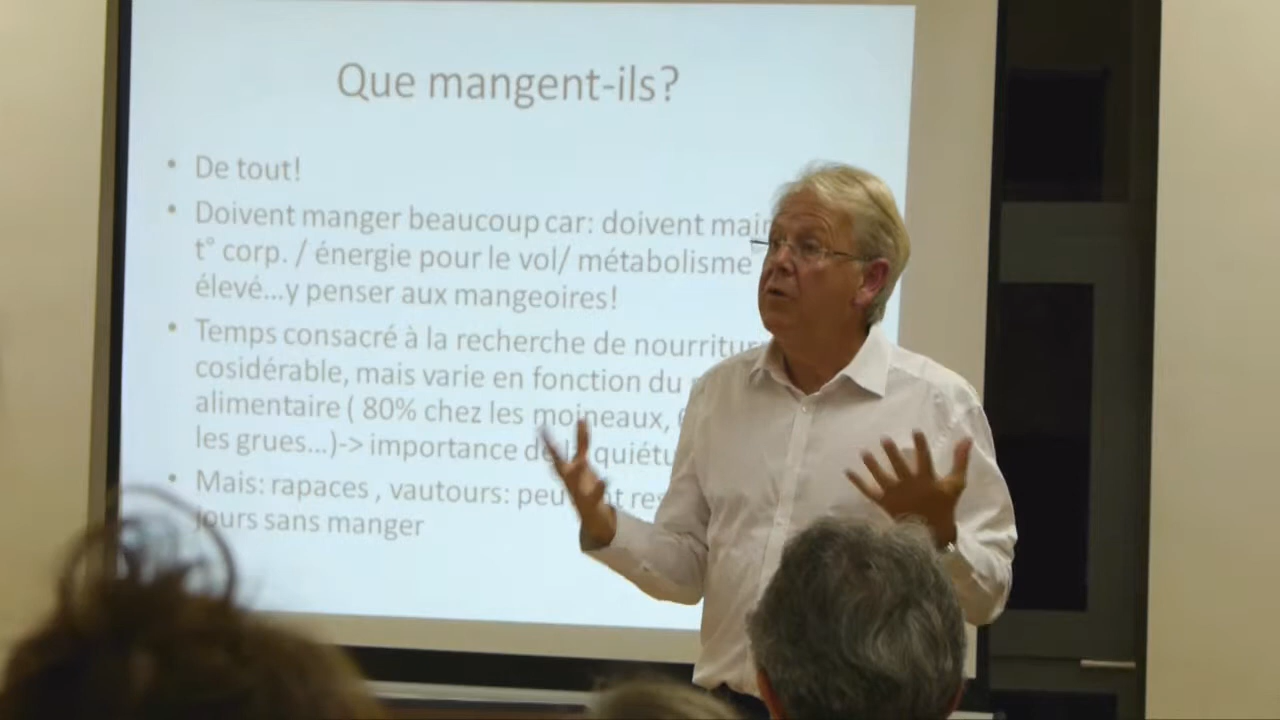 Que mangent-ils?
• De tout!
• Doivent manger beaucoup car: doivent
t° corp. / énergie pour le vol/ métabolisme
élevé...y penser aux mangeoires!
• Temps consacré à la recherche de
cosidérable, mais varie en fonction du
alimentaire ( 80% chez les moineaux,
les grues...)-> importance de la
• Mais: rapaces , vautours:
jours sans manger